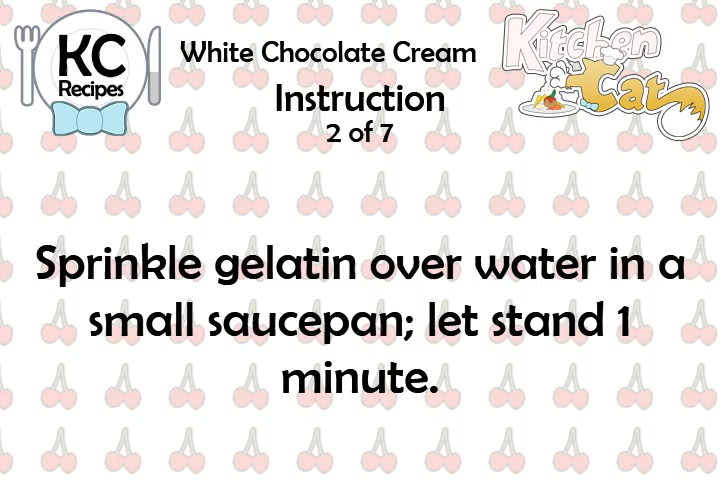 KC
Recipes
White Chocolate Cream
Kitchen
Cat
Instruction
2 of 7
Sprinkle gelatin over water in a
small saucepan; let stand 1
minute.